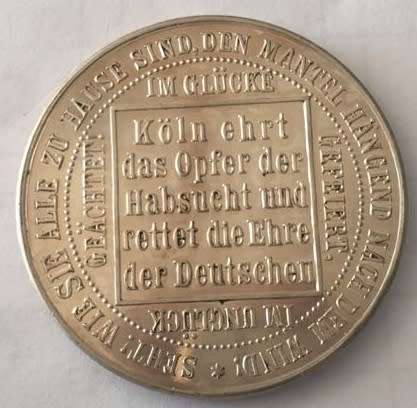 * SEHT, WIE SIE ALLE ZU HAUSE SIND, DEN MANTEL HÄNGEND NACH DEM WIND!
IM GLÜCKE
GEFEIERT,
IM UNGLÜCK
GEÄCHTET
Köln ehrt
das Opfer der
Habsucht und
rettet die Ehre
der Deutschen